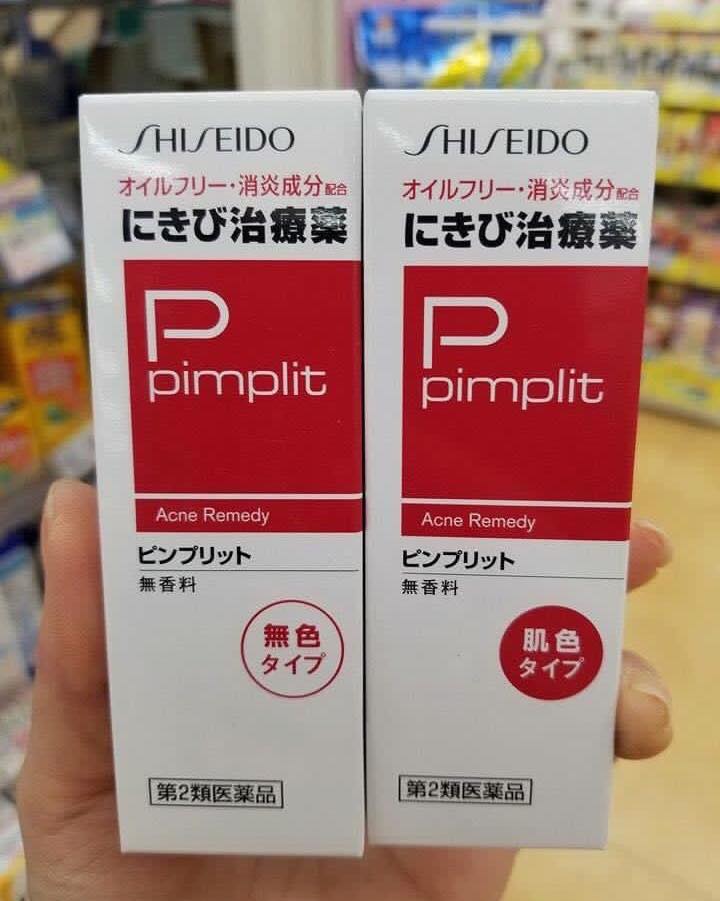 SHISEIDO
オイルフリー・消炎成分配合
にきび治療薬
P
pimplit
Acne Remedy
ピンプリット
無香料
無色
タイプ
第2類医薬品
SHISEIDO
オイルフリー・消炎成分配合
にきび治療薬
P
pimplit
Acne Remedy
ピンプリット
無香料
肌色
タイプ
第2類医薬品